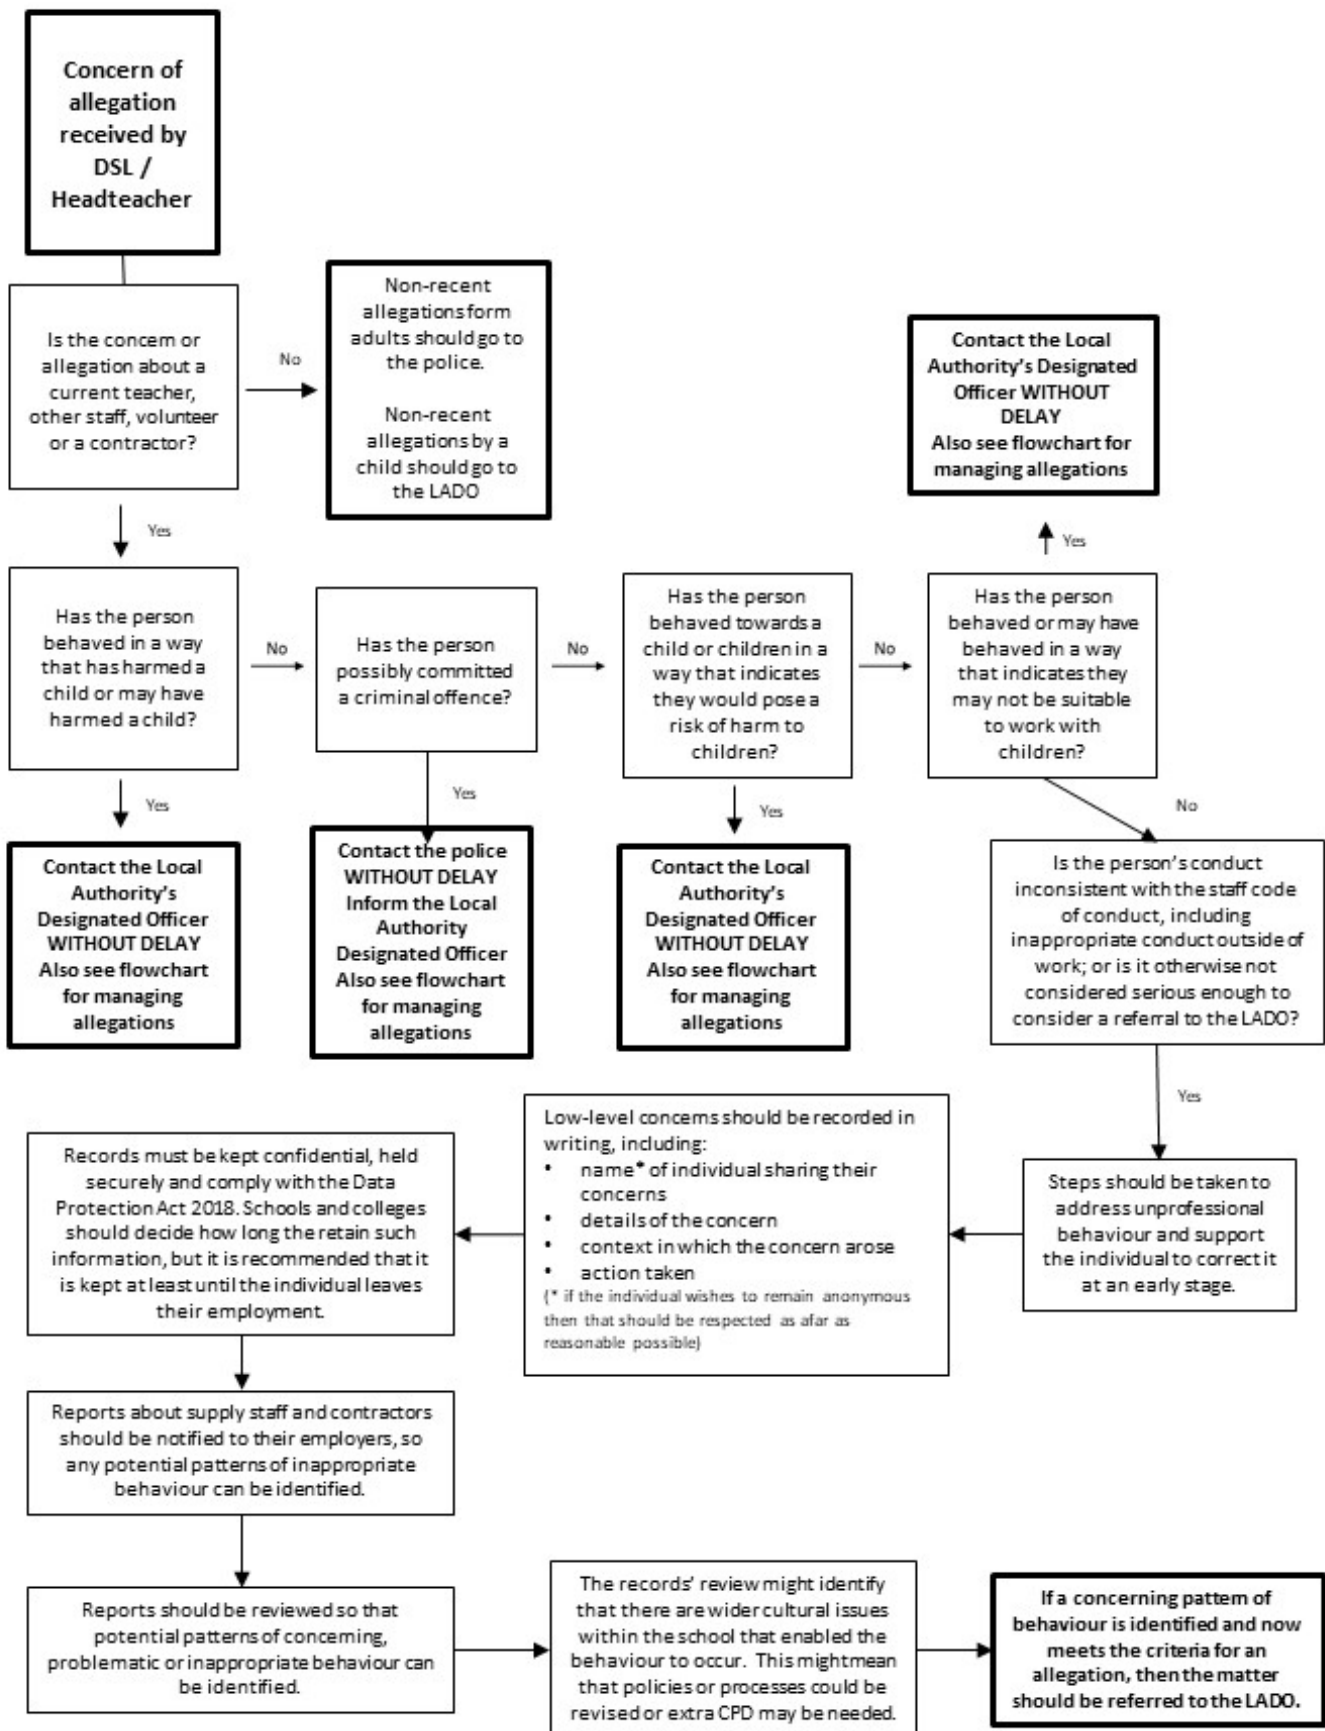 Concern of
allegation
received by
DSL /
Headteacher
Is the concern or
allegation about a
current teacher,
other staff, volunteer
or a contractor?
No
Non-recent
allegations form
adults should go to
the police.
Non-recent
allegations by a
child should go to
the LADO
Contact the Local
Authority's Designated
Officer WITHOUT
DELAY
Also see flowchart for
managing allegations
Yes
Yes
Has the person
behaved in a way
that has harmed a
child or may have
harmed a child?
No
Has the person
possibly committed
a criminal offence?
No
Has the person
behaved towards a
child or children in a
way that indicates
they would pose a
risk of harm to
children?
No
Has the person
behaved or may have
behaved in a way
that indicates they
may not be suitable
to work with
children?
Yes
Yes
Yes
No
Contact the Local
Authority's
Designated Officer
WITHOUT DELAY
Also see flowchart
for managing
allegations
Contact the police
WITHOUT DELAY
Inform the Local
Authority
Designated Officer
Also see flowchart
for managing
allegations
Contact the Local
Authority's
Designated Officer
WITHOUT DELAY
Also see flowchart
for managing
allegations
Is the person's conduct
inconsistent with the staff code
of conduct, including
inappropriate conduct outside of
work; or is it otherwise not
considered serious enough to
consider a referral to the LADO?
Yes
Steps should be taken to
address unprofessional
behaviour and support
the individual to correct it
at an early stage.
Low-level concerns should be recorded in
writing, including:
• name* of individual sharing their
concerns
• details of the concern
• context in which the concern arose
• action taken
(* if the individual wishes to remain anonymous
then that should be respected as afar as
reasonable possible)
Records must be kept confidential, held
securely and comply with the Data
Protection Act 2018. Schools and colleges
should decide how long the retain such
information, but it is recommended that it
is kept at least until the individual leaves
their employment.
Reports about supply staff and contractors
should be notified to their employers, so
any potential patterns of inappropriate
behaviour can be identified.
Reports should be reviewed so that
potential patterns of concerning,
problematic or inappropriate behaviour can
be identified.
The records' review might identify
that there are wider cultural issues
within the school that enabled the
behaviour to occur. This might mean
that policies or processes could be
revised or extra CPD may be needed.
If a concerning pattern of
behaviour is identified and now
meets the criteria for an
allegation, then the matter
should be referred to the LADO.